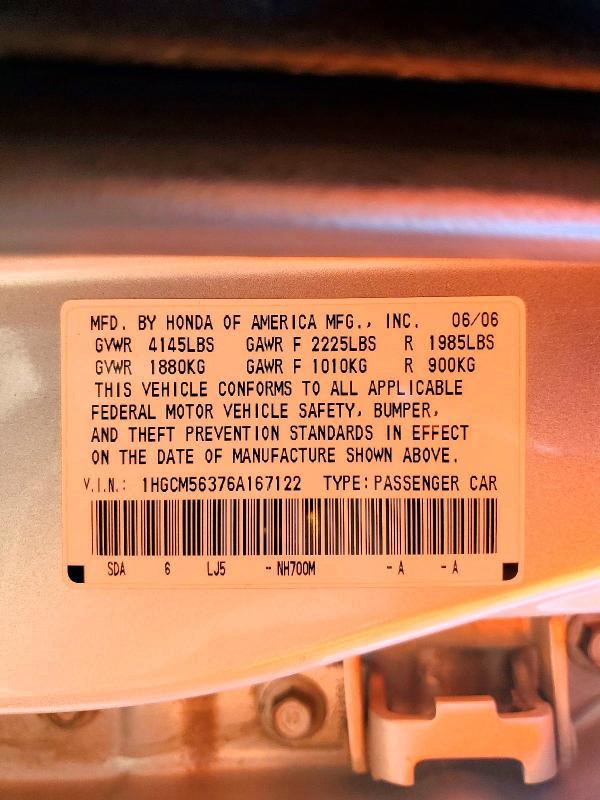 MFD. BY HONDA OF AMERICA MFG., INC. 06/06
GVWR 4145LBS GAWR F 2225LBS R 1985LBS
GVWR 1880KG GAWR F 1010KG R 900KG
THIS VEHICLE CONFORMS TO ALL APPLICABLE
FEDERAL MOTOR VEHICLE SAFETY, BUMPER,
AND THEFT PREVENTION STANDARDS IN EFFECT
ON THE DATE OF MANUFACTURE SHOWN ABOVE.
V.I.N.: 1HGCM56376A167122 TYPE: PASSENGER CAR
SDA 6 LJ5 - NH700M - A - A